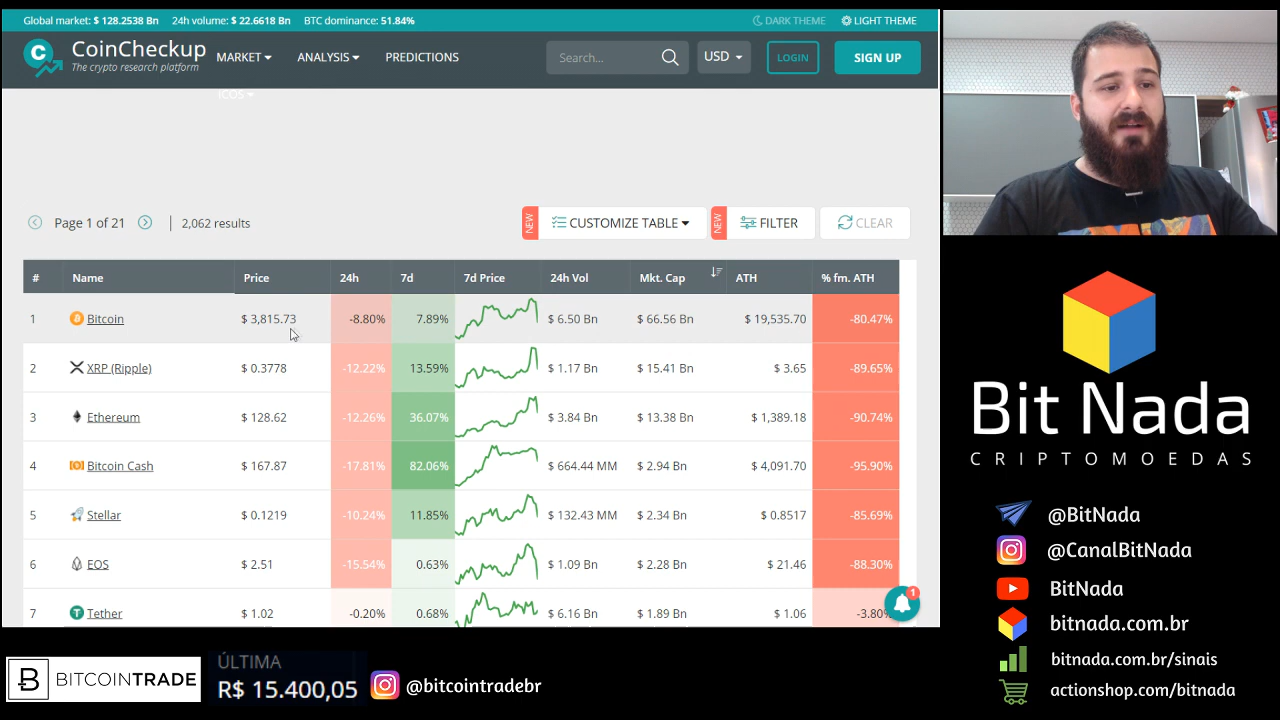 Global market: $ 128.2538 Bn 24h volume: $ 22.6618 Bn BTC dominance: 51.84% DARK THEME LIGHT THEME
CoinCheckup
The crypto research platform
MARKET ANALYSIS PREDICTIONS Search... USD LOGIN SIGN UP
ICOS
Page 1 of 21 2,062 results NEW CUSTOMIZE TABLE NEW FILTER CLEAR
# Name Price 24h 7d 7d Price 24h Vol Mkt. Cap ATH % fm. ATH
1 Bitcoin $ 3,815.73 -8.80% 7.89% $ 6.50 Bn $ 66.56 Bn $ 19,535.70 -80.47%
2 XRP (Ripple) $ 0.3778 -12.22% 13.59% $ 1.17 Bn $ 15.41 Bn $ 3.65 -89.65%
3 Ethereum $ 128.62 -12.26% 36.07% $ 3.84 Bn $ 13.38 Bn $ 1,389.18 -90.74%
4 Bitcoin Cash $ 167.87 -17.81% 82.06% $ 664.44 MM $ 2.94 Bn $ 4,091.70 -95.90%
5 Stellar $ 0.1219 -10.24% 11.85% $ 132.43 MM $ 2.34 Bn $ 0.8517 -85.69%
6 EOS $ 2.51 -15.54% 0.63% $ 1.09 Bn $ 2.28 Bn $ 21.46 -88.30%
7 Tether $ 1.02 -0.20% 0.68% $ 6.16 Bn $ 1.89 Bn $ 1.06 -3.80%
1
Bit Nada
CRIPTOMOEDAS
@BitNada
@CanalBitNada
BitNada
bitnada.com.br
bitnada.com.br/sinais
actionshop.com/bitnada
BITCOINTRADE
ÚLTIMA
R$ 15.400,05
@bitcointradebr